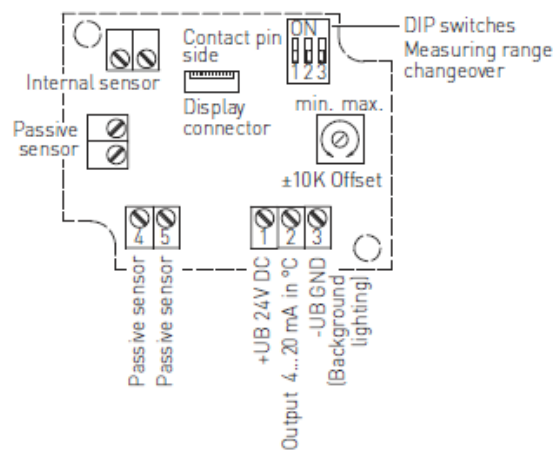 ON
1 2 3
DIP switches
Measuring range
changeover
Contact pin
side
Internal sensor
Display
connector
min. max.
Passive
sensor
±10K Offset
4 5
1 2 3
Passive sensor
Passive sensor
+UB 24V DC
Output 4...20 mA in °C
-UB GND
(Background
lighting)